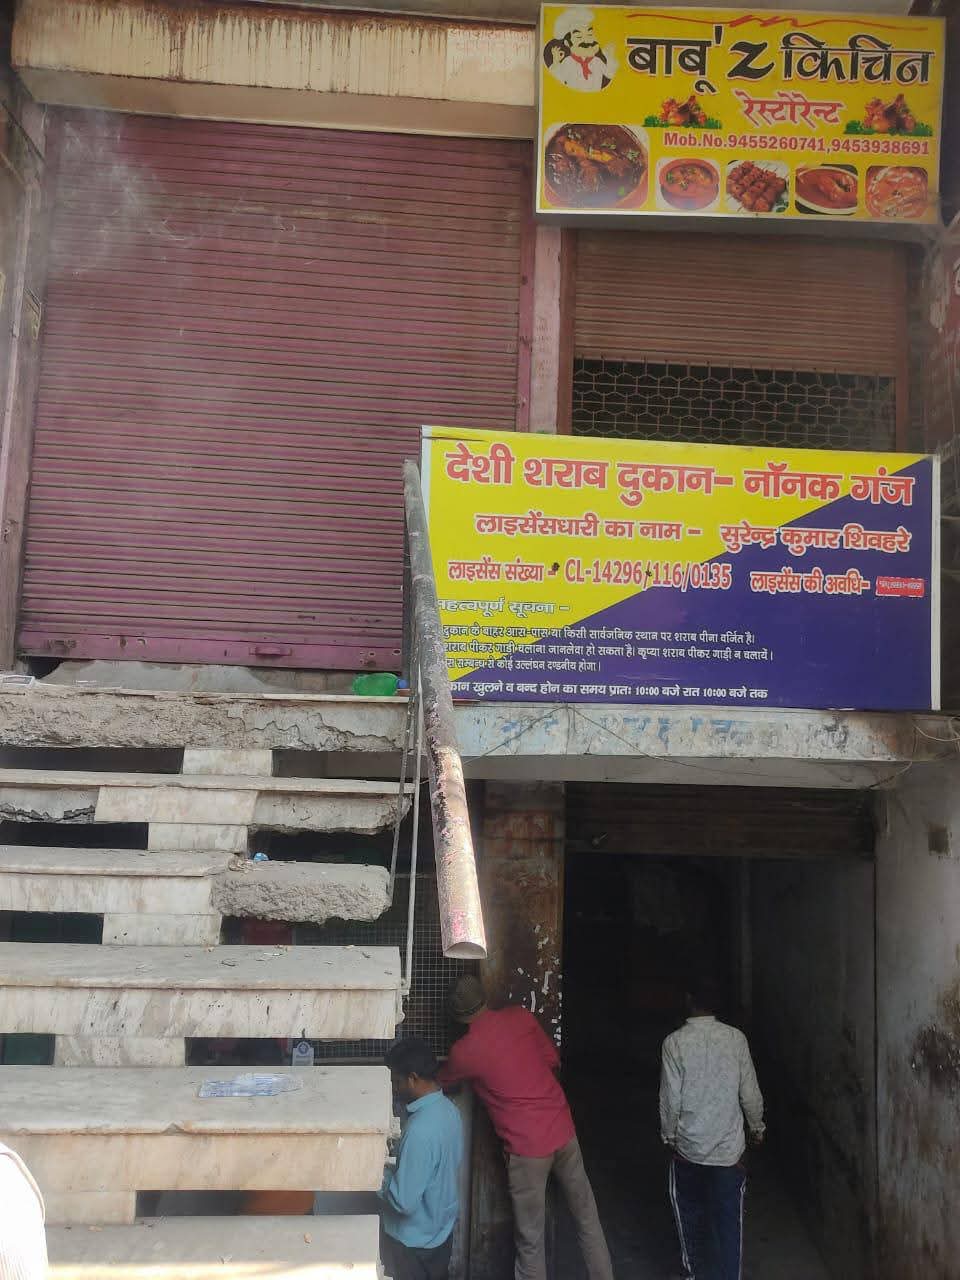 बाबू'z किचिन
रेस्टोरेन्ट
Mob.No.9455260741,9453938691
देशी शराब दुकान- नॉनक गंज
लाइसेंसधारी का नाम - सुरेन्द्र कुमार शिवहरे
लाइसेंस संख्या - CL-14296/116/0135 लाइसेंस की अवधि-
महत्वपूर्ण सूचना -
दुकान के बाहर आस-पास या किसी सार्वजनिक स्थान पर शराब पीना वर्जित है।
शराब पीकर गाड़ी चलाना जानलेवा हो सकता है। कृप्या शराब पीकर गाड़ी न चलायें।
सम्बन्ध में कोई उल्लंघन दण्डनीय होगा।
खुलने व बन्द होन का समय प्रातः 10:00 बजे रात 10:00 बजे तक